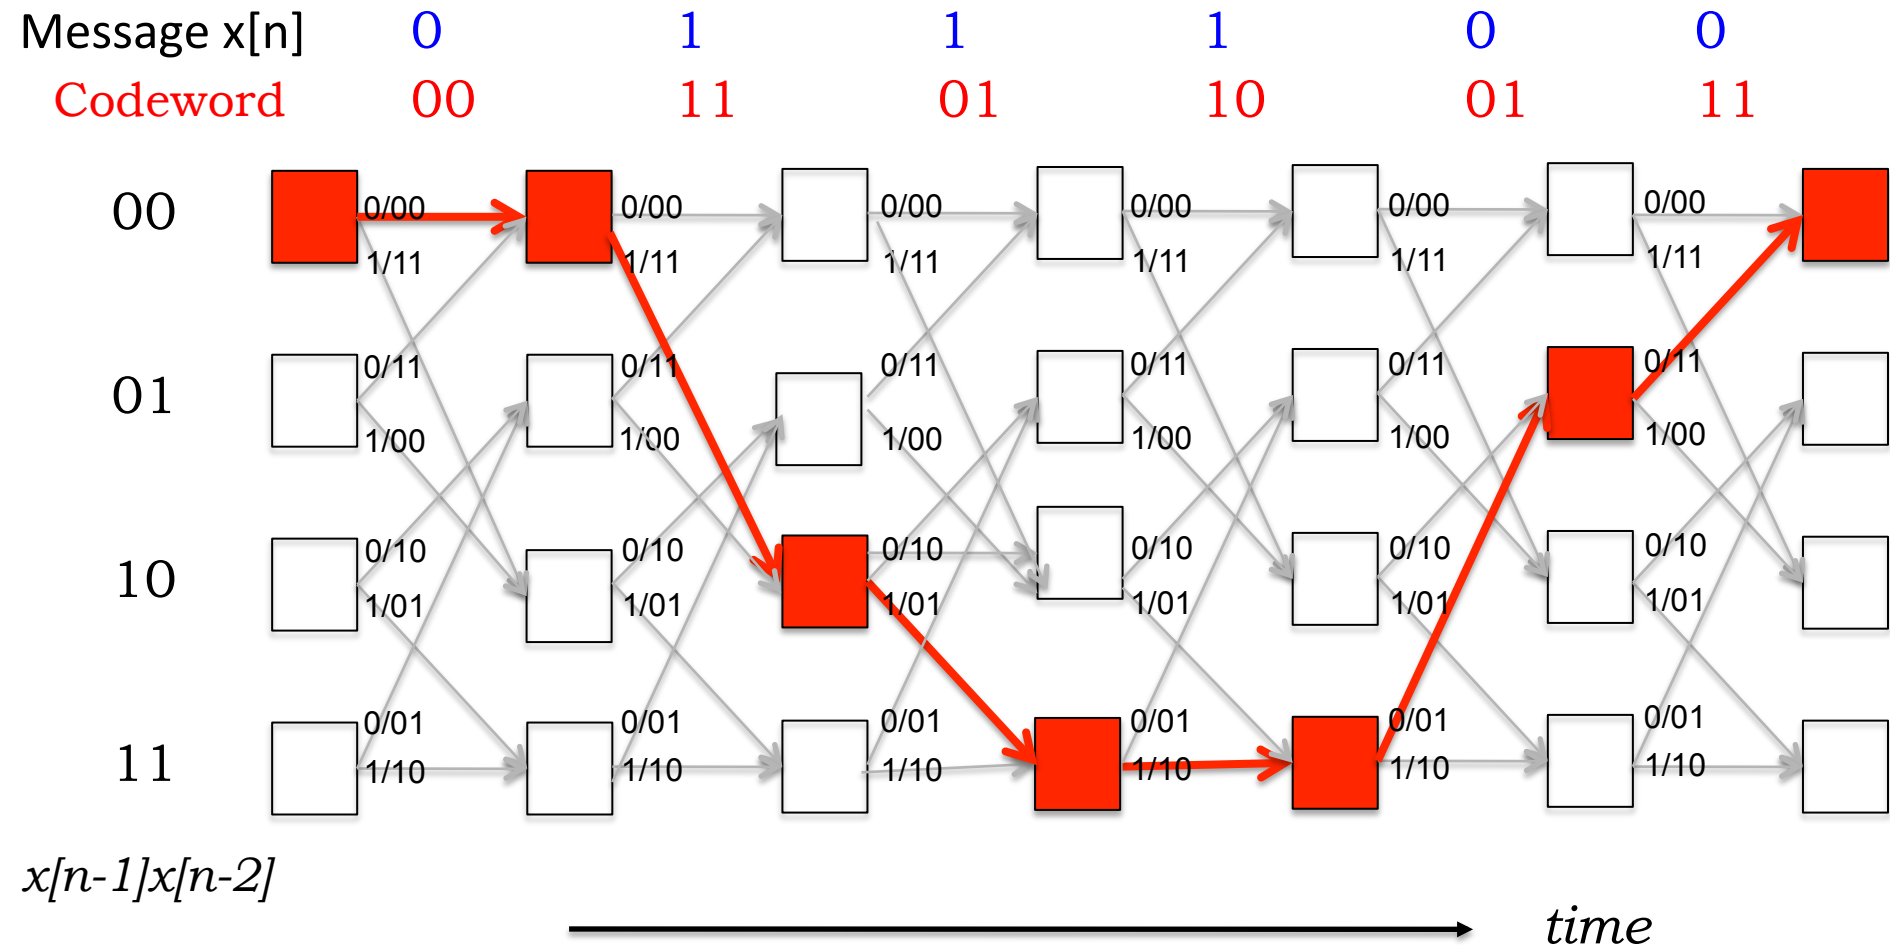 Message x[n] 0 1 1 1 0 0
Codeword 00 11 01 10 01 11
00 0/00 0/00 0/00 0/00 0/00 0/00
1/11 1/11 1/11 1/11 1/11 1/11
01 0/11 0/11 0/11 0/11 0/11 0/11
1/00 1/00 1/00 1/00 1/00 1/00
10 0/10 0/10 0/10 0/10 0/10 0/10
1/01 1/01 1/01 1/01 1/01 1/01
11 0/01 0/01 0/01 0/01 0/01 0/01
1/10 1/10 1/10 1/10 1/10 1/10
x[n-1]x[n-2]
time